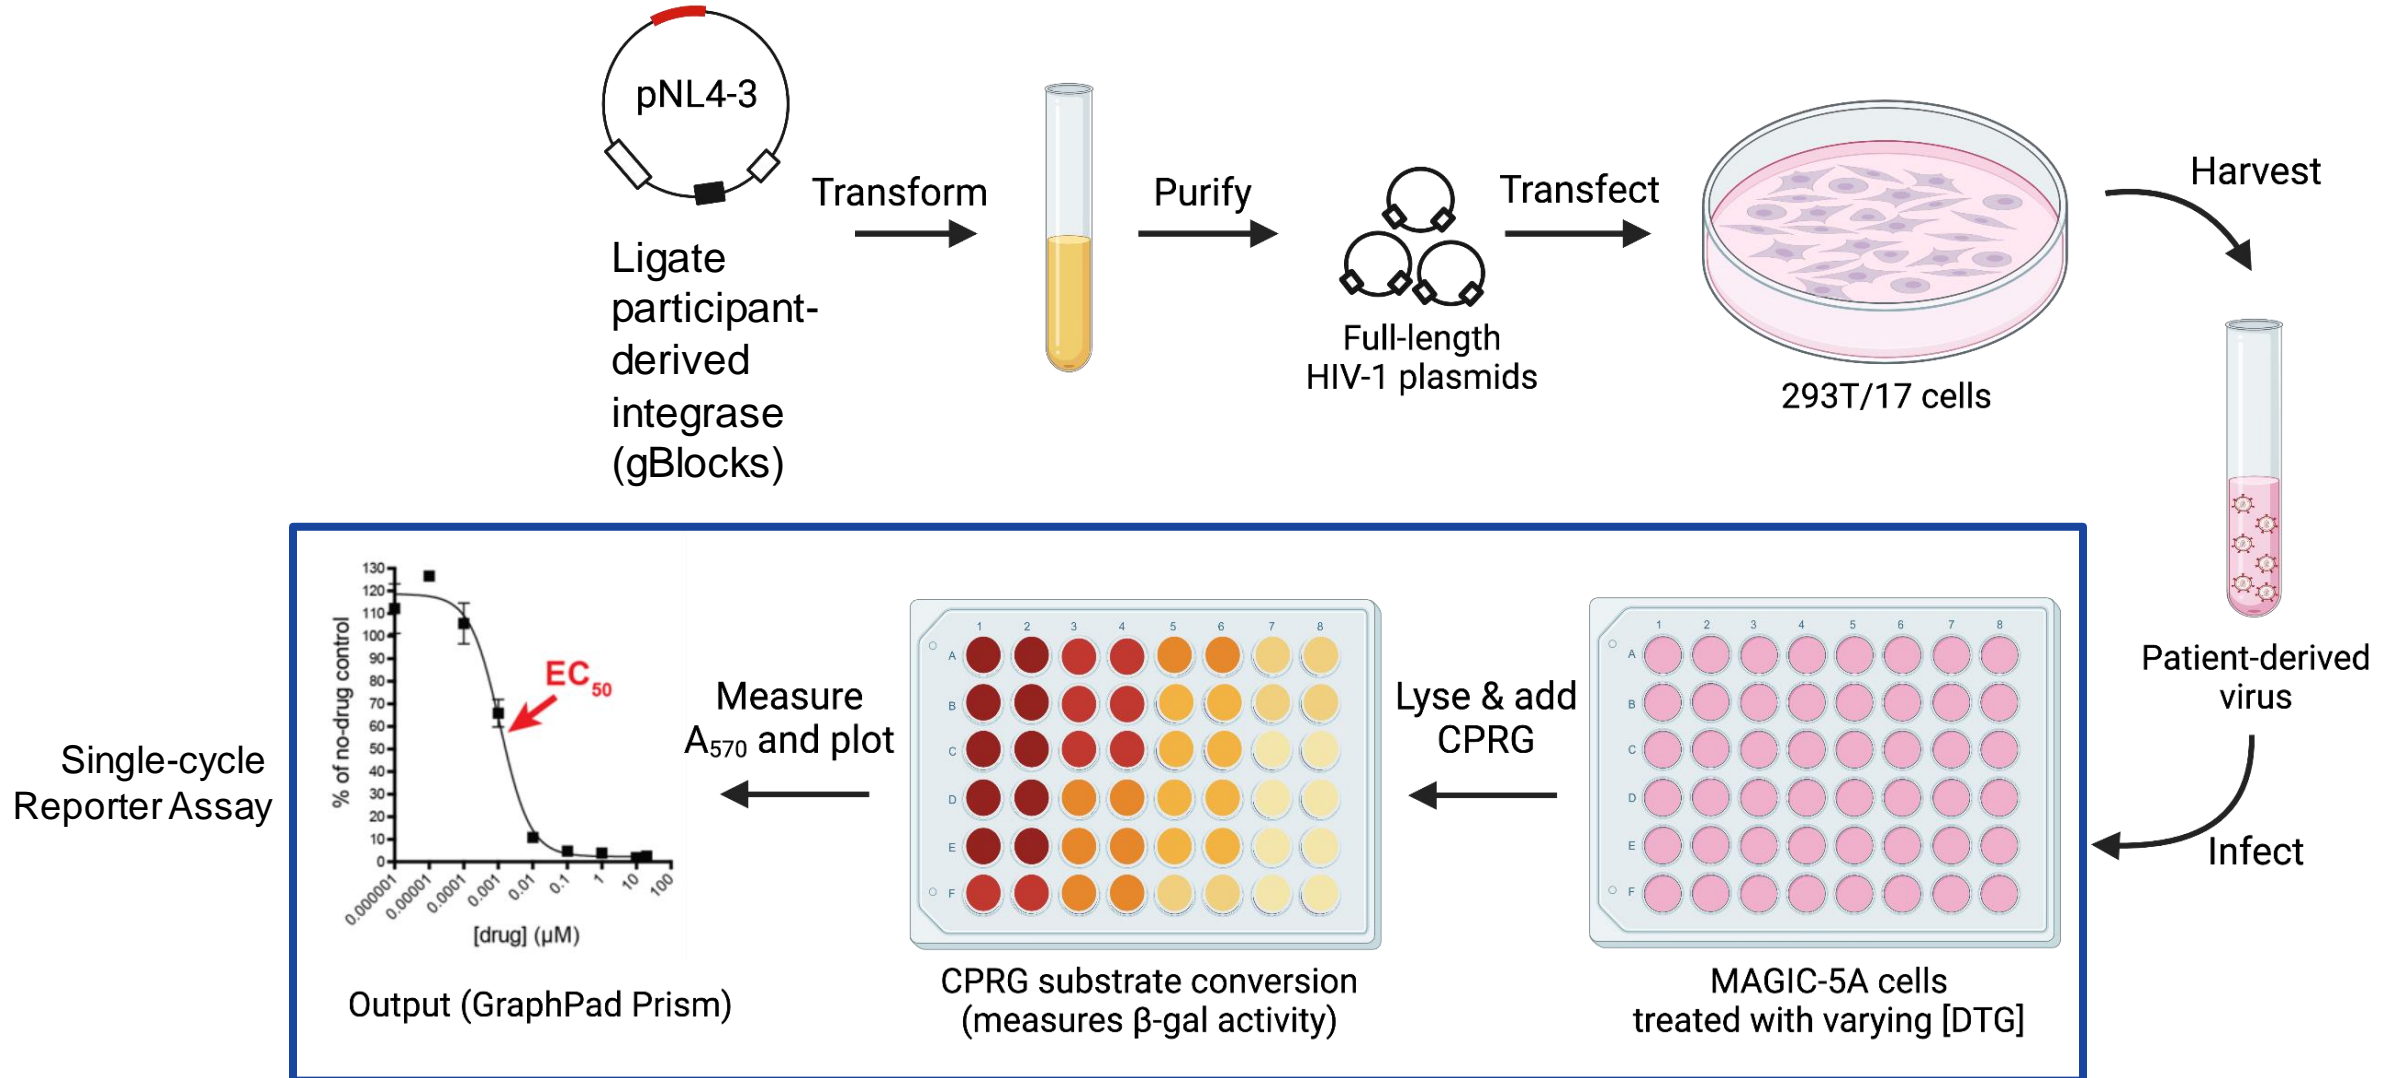 pNL4-3
Ligate
participant-
derived
integrase
(gBlocks)
Transform
Purify
Full-length
HIV-1 plasmids
Transfect
293T/17 cells
Harvest
Patient-derived
virus
Infect
Single-cycle
Reporter Assay
1 2 3 4 5 6 7 8
A
B
C
D
E
F
MAGIC-5A cells
treated with varying [DTG]
Lyse & add
CPRG
1 2 3 4 5 6 7 8
A
B
C
D
E
F
CPRG substrate conversion
(measures β-gal activity)
Measure
A₅₇₀ and plot
% of no-drug control
130
120
110
100
90
80
70
60
50
40
30
20
10
0
EC₅₀
0.000001 0.00001 0.0001 0.001 0.01 0.1 1 10 100
[drug] (µM)
Output (GraphPad Prism)